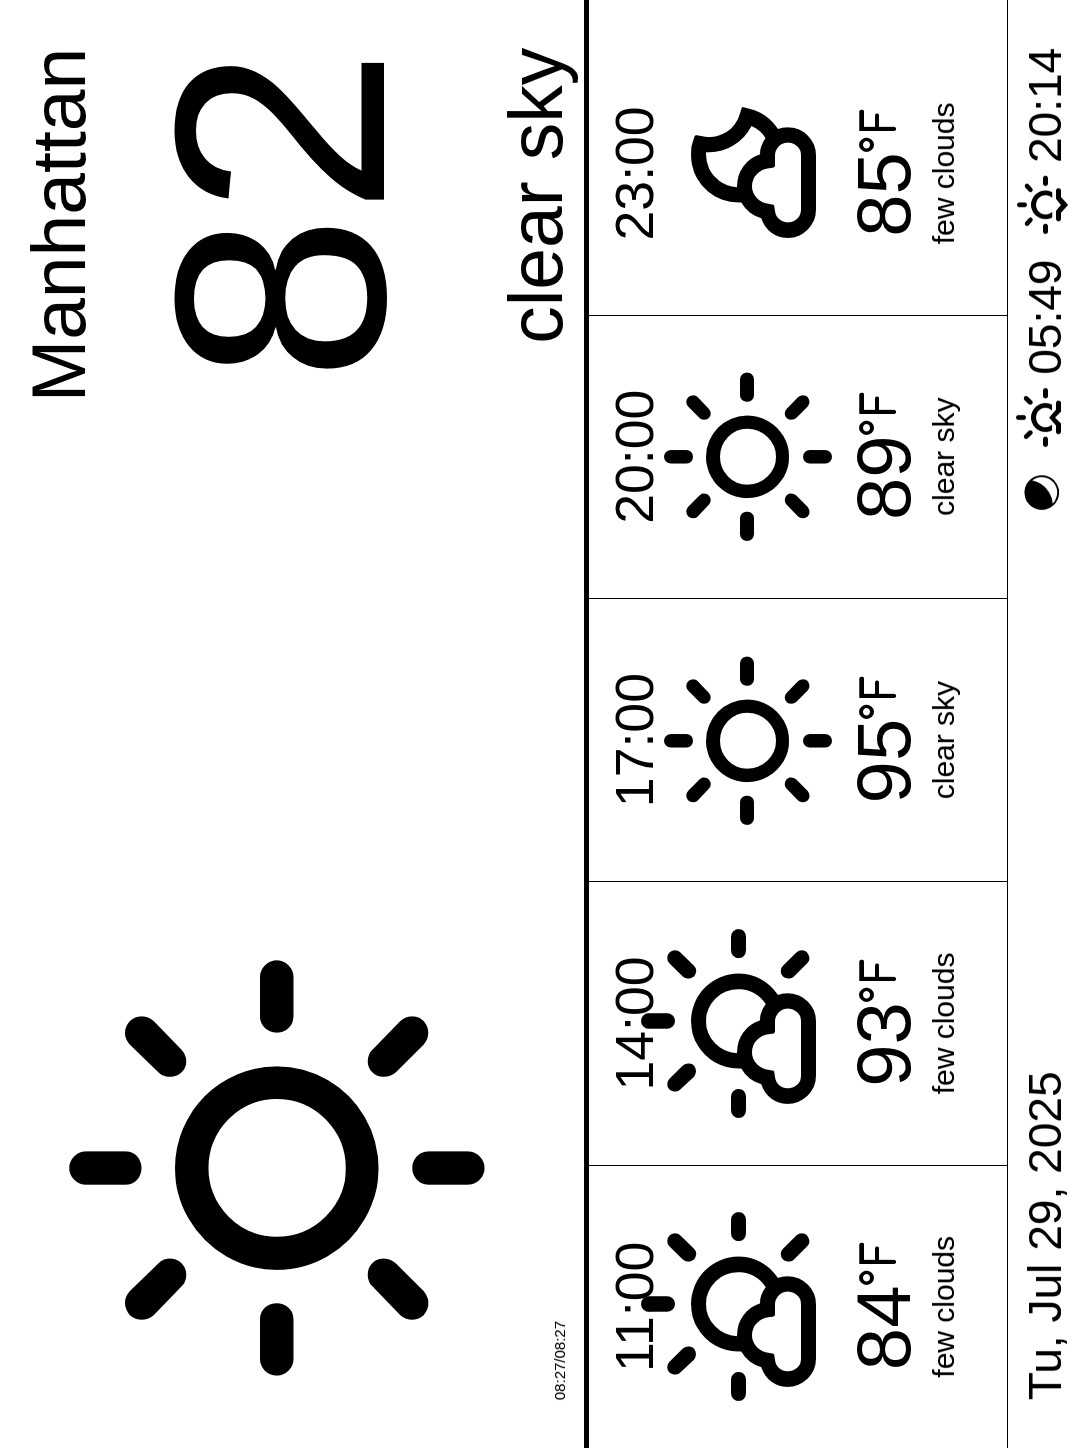 Manhattan
82
clear sky
08:27/08:27
11:00
84°F
few clouds
14:00
93°F
few clouds
17:00
95°F
clear sky
20:00
89°F
clear sky
23:00
85°F
few clouds
Tu, Jul 29, 2025
05:49
20:14